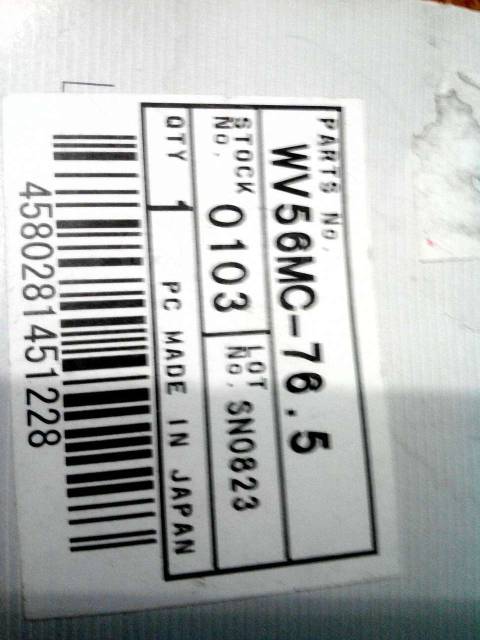 PARTS No.
WV56MC-76.5
STOCK No. 0103 LOT No. SN0823
QTY 1 PC MADE IN JAPAN
4580281451228